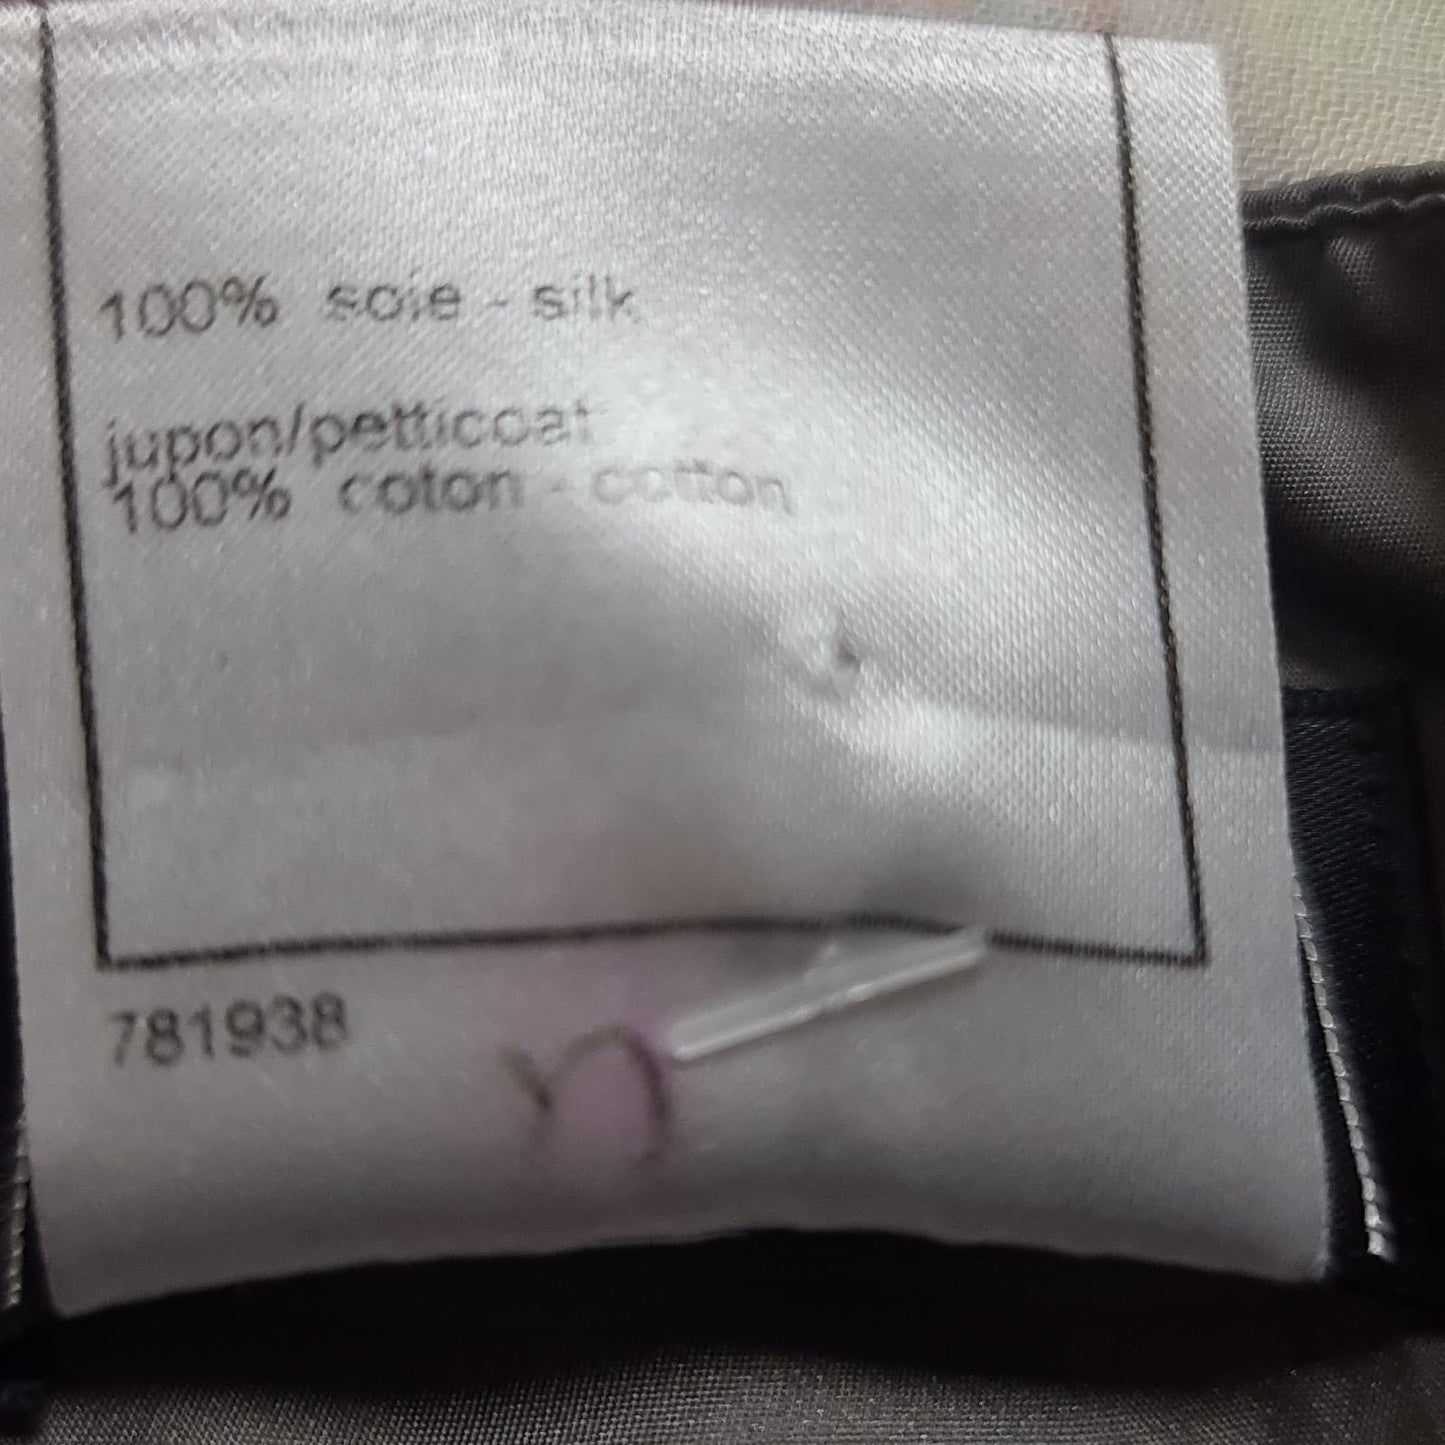 100% soie - silk
jupon/petticoat
100% coton - cotton
781938